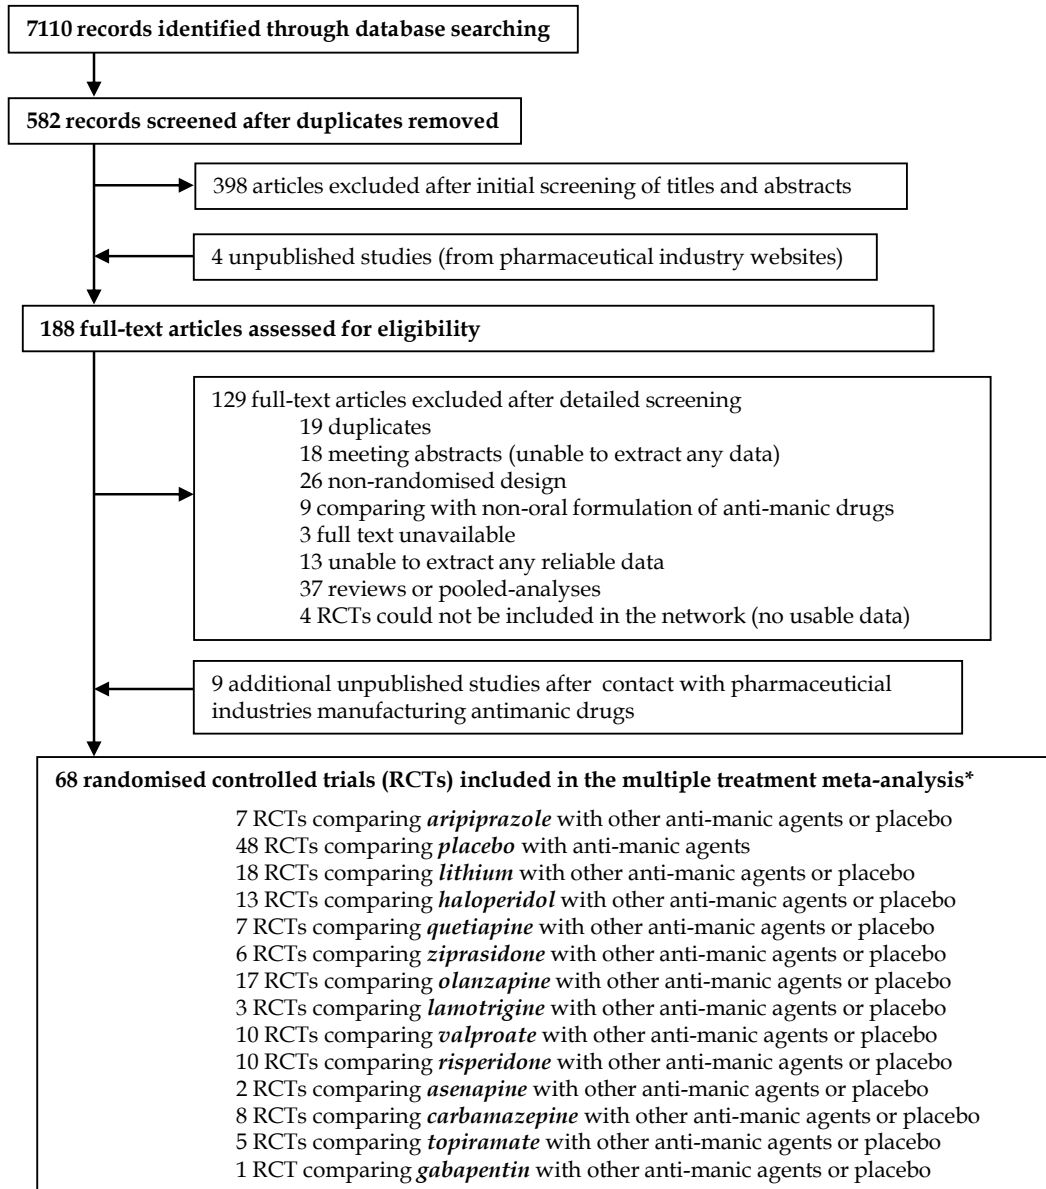 7110 records identified through database searching
582 records screened after duplicates removed
398 articles excluded after initial screening of titles and abstracts
4 unpublished studies (from pharmaceutical industry websites)
188 full-text articles assessed for eligibility
129 full-text articles excluded after detailed screening
19 duplicates
18 meeting abstracts (unable to extract any data)
26 non-randomised design
9 comparing with non-oral formulation of anti-manic drugs
3 full text unavailable
13 unable to extract any reliable data
37 reviews or pooled-analyses
4 RCTs could not be included in the network (no usable data)
9 additional unpublished studies after contact with pharmaceuticial
industries manufacturing antimanic drugs
68 randomised controlled trials (RCTs) included in the multiple treatment meta-analysis*
7 RCTs comparing aripiprazole with other anti-manic agents or placebo
48 RCTs comparing placebo with anti-manic agents
18 RCTs comparing lithium with other anti-manic agents or placebo
13 RCTs comparing haloperidol with other anti-manic agents or placebo
7 RCTs comparing quetiapine with other anti-manic agents or placebo
6 RCTs comparing ziprasidone with other anti-manic agents or placebo
17 RCTs comparing olanzapine with other anti-manic agents or placebo
3 RCTs comparing lamotrigine with other anti-manic agents or placebo
10 RCTs comparing valproate with other anti-manic agents or placebo
10 RCTs comparing risperidone with other anti-manic agents or placebo
2 RCTs comparing asenapine with other anti-manic agents or placebo
8 RCTs comparing carbamazepine with other anti-manic agents or placebo
5 RCTs comparing topiramate with other anti-manic agents or placebo
1 RCT comparing gabapentin with other anti-manic agents or placebo